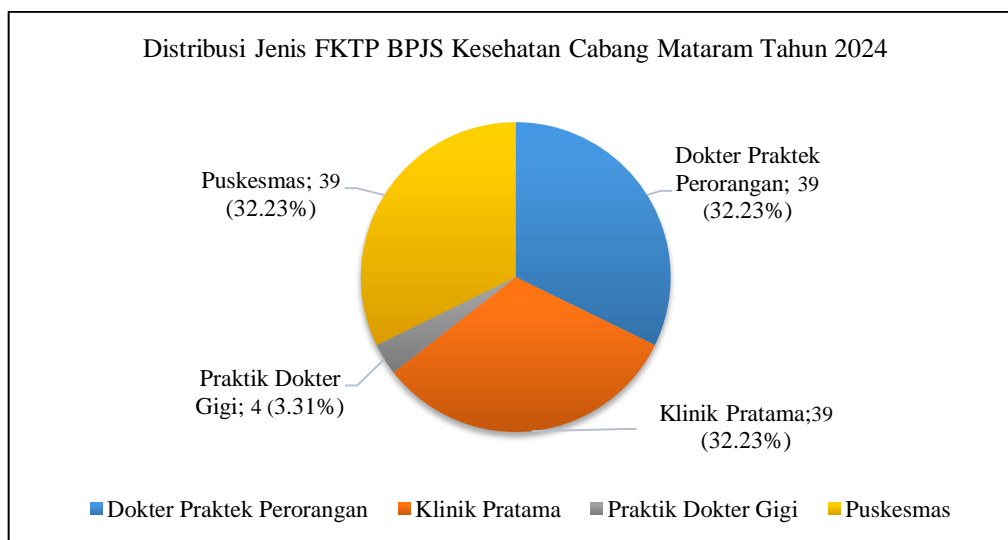 Distribusi Jenis FKTP BPJS Kesehatan Cabang Mataram Tahun 2024
Dokter Praktek
Perorangan; 39
(32.23%)
Puskesmas; 39
(32.23%)
Praktik Dokter
Gigi; 4 (3.31%)
Klinik Pratama;39
(32.23%)
Dokter Praktek Perorangan Klinik Pratama Praktik Dokter Gigi Puskesmas